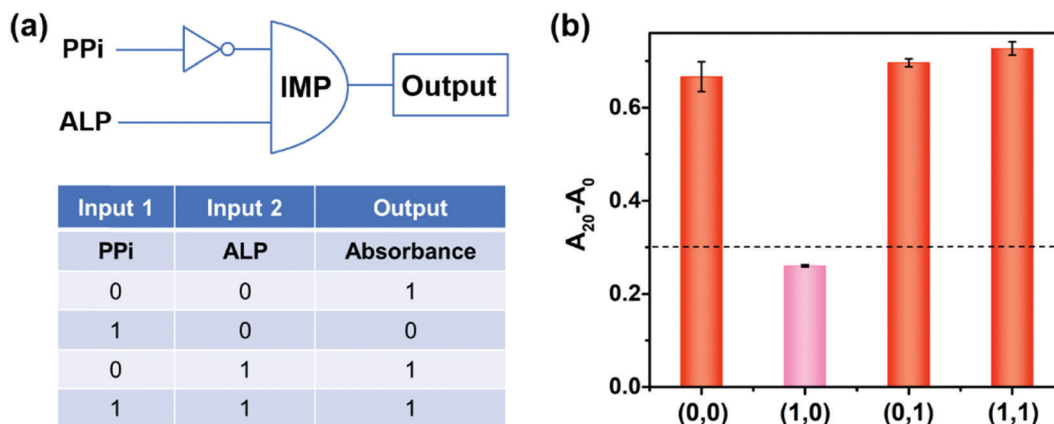 (a)
PPi
ALP
IMP
Output
Input 1 Input 2 Output
PPi ALP Absorbance
0 0 1
1 0 0
0 1 1
1 1 1
(b)
A₂₀-A₀
0.6
0.4
0.2
0.0
(0,0) (1,0) (0,1) (1,1)